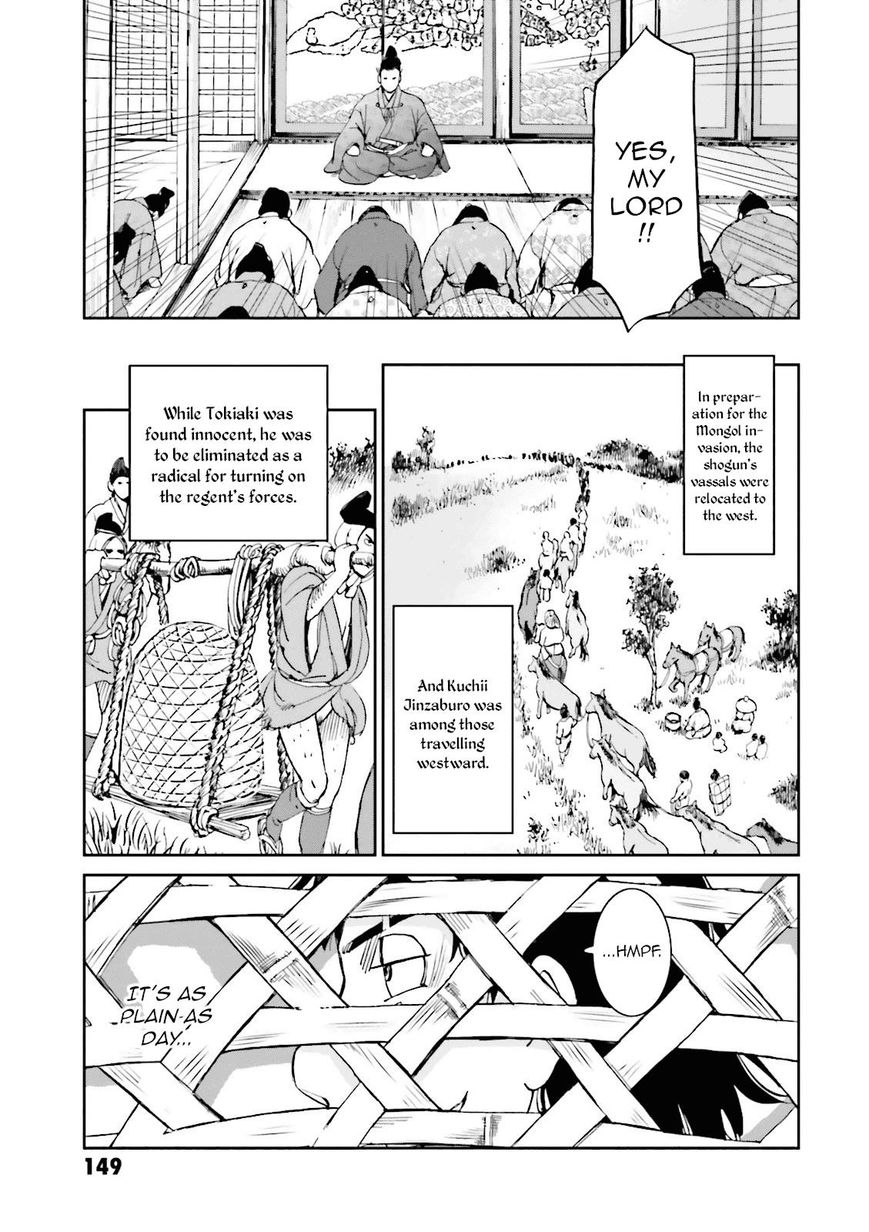 YES,
MY
LORD
!!
In prepar-
ation for the
Mongol in-
vasion, the
shogun's
vassals were
relocated to
the west.
And Kuchii
Jinzaburo was
among those
travelling
westward.
While Tokiaki was
found innocent, he was
to be eliminated as a
radical for turning on
the regent's forces.
...HMPF.
IT'S AS
PLAIN AS
DAY...
149